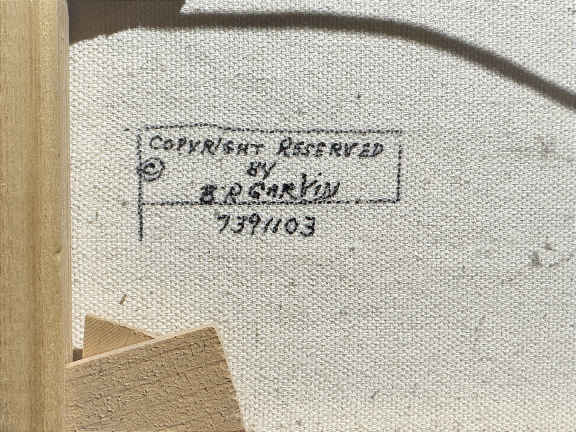 COPYRIGHT RESERVED
© BY
B R GARVIN
7391103